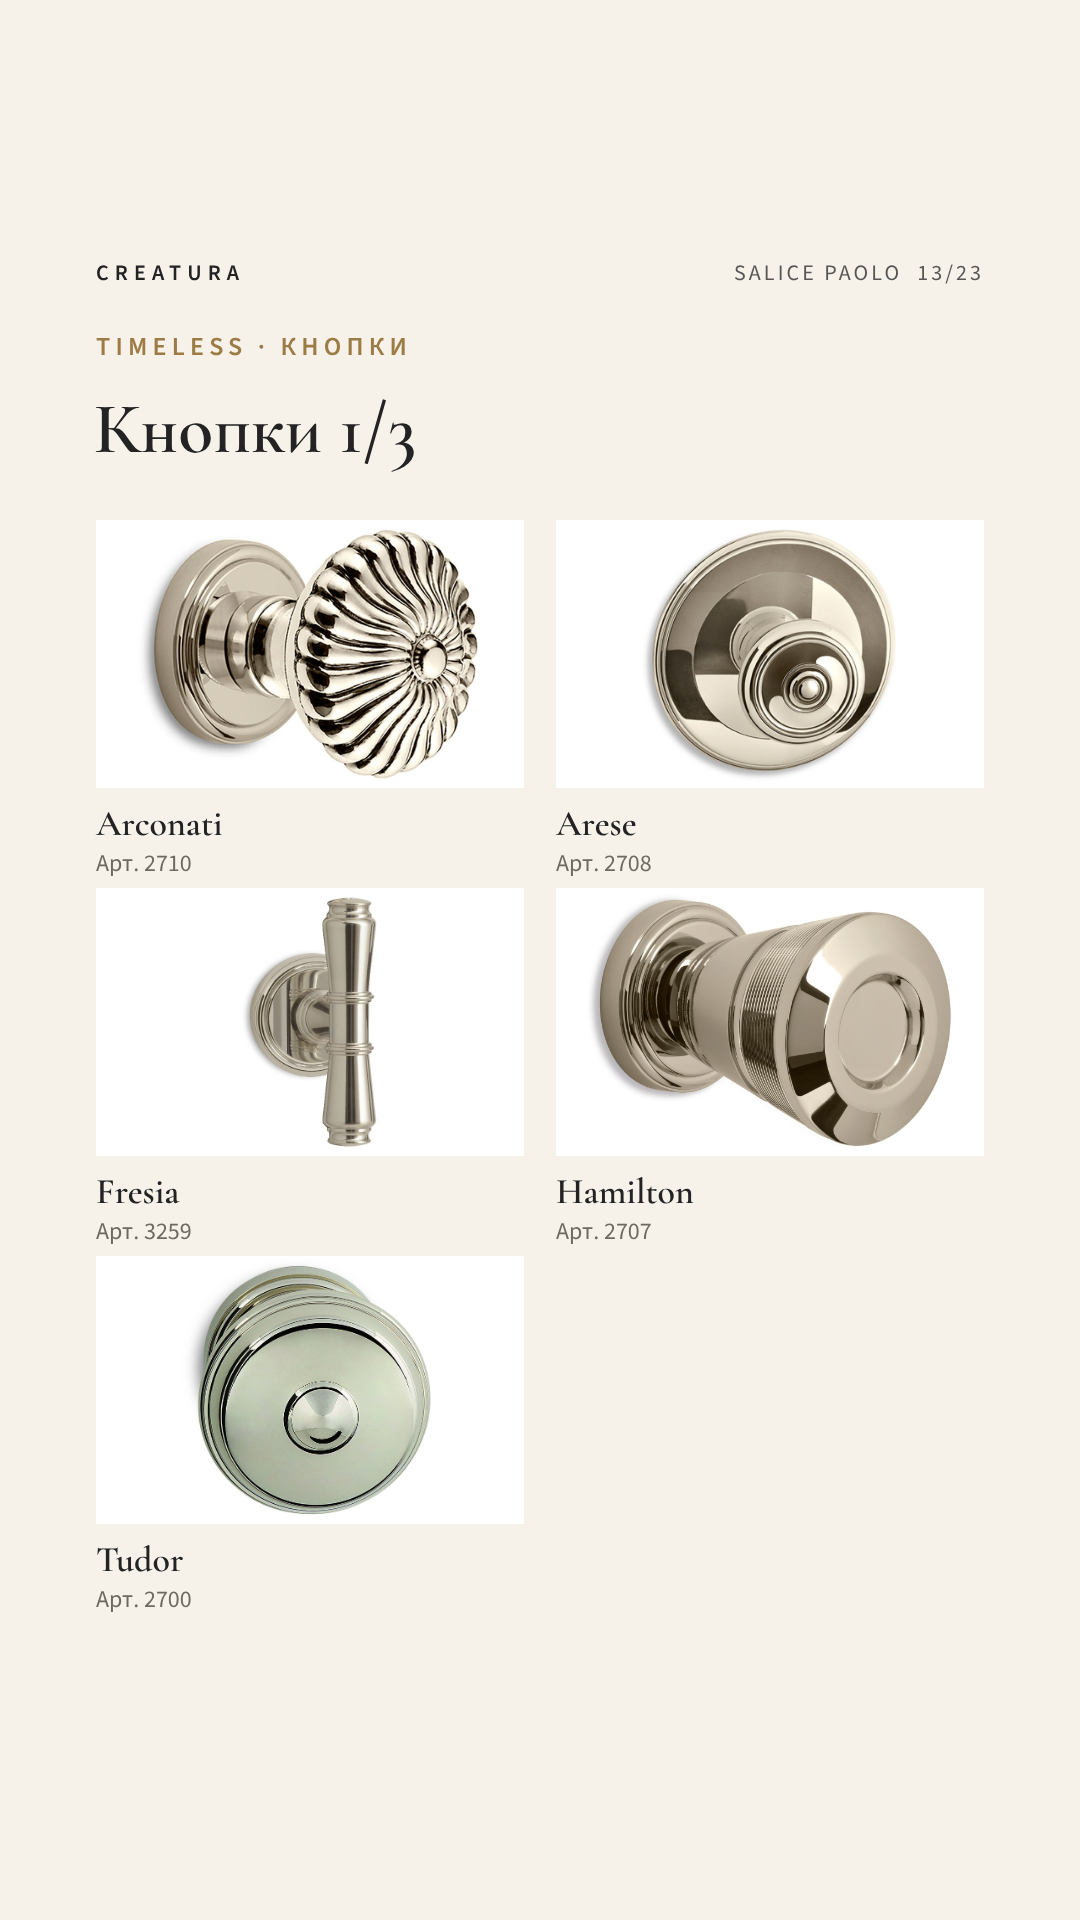 CREATURA
SALICE PAOLO 13/23
TIMELESS · КНОПКИ
Кнопки 1/3
Arconati
Арт. 2710
Arese
Арт. 2708
Fresia
Арт. 3259
Hamilton
Арт. 2707
Tudor
Арт. 2700